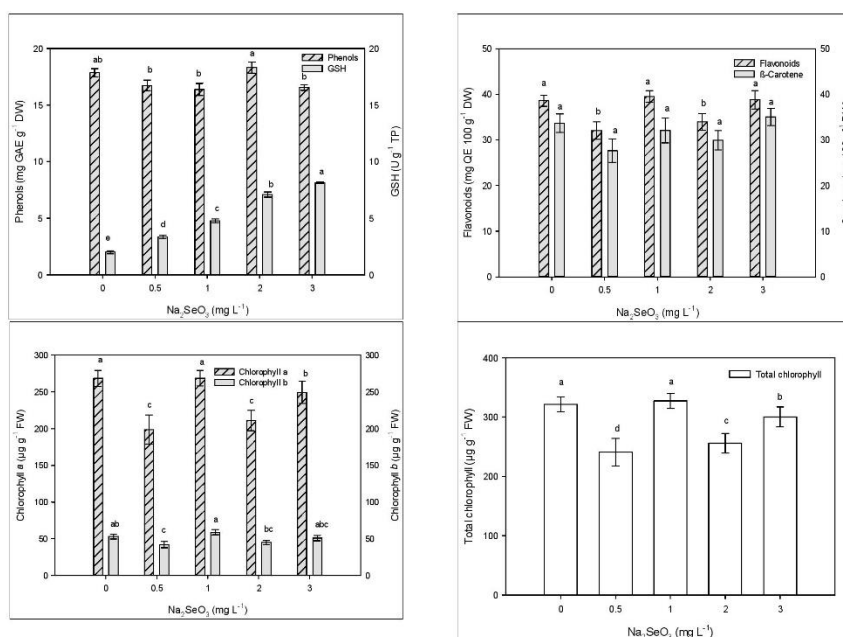 20
15
10
5
0
Phenols (mg GAE g⁻¹ DW)
ab b b a b
e d c b a
Phenols
GSH
20
15
10
5
0
GSH (U g⁻¹ TP)
0 0.5 1 2 3
Na₂SeO₃ (mg L⁻¹)
50
40
30
20
10
0
Flavonoids (mg QE 100 g⁻¹ DW)
a b a b a
a a a a a
Flavonoids
ß-Carotene
50
40
30
20
10
0
0 0.5 1 2 3
Na₂SeO₃ (mg L⁻¹)
300
250
200
150
100
50
0
Chlorophyll a (µg g⁻¹ FW)
a c a c b
ab c a bc abc
Chlorophyll a
Chlorophyll b
300
250
200
150
100
50
0
Chlorophyll b (µg g⁻¹ FW)
0 0.5 1 2 3
Na₂SeO₃ (mg L⁻¹)
400
300
200
100
0
Total chlorophyll (µg g⁻¹ FW)
a d a c b
Total chlorophyll
0 0.5 1 2 3
Na₂SeO₃ (mg L⁻¹)